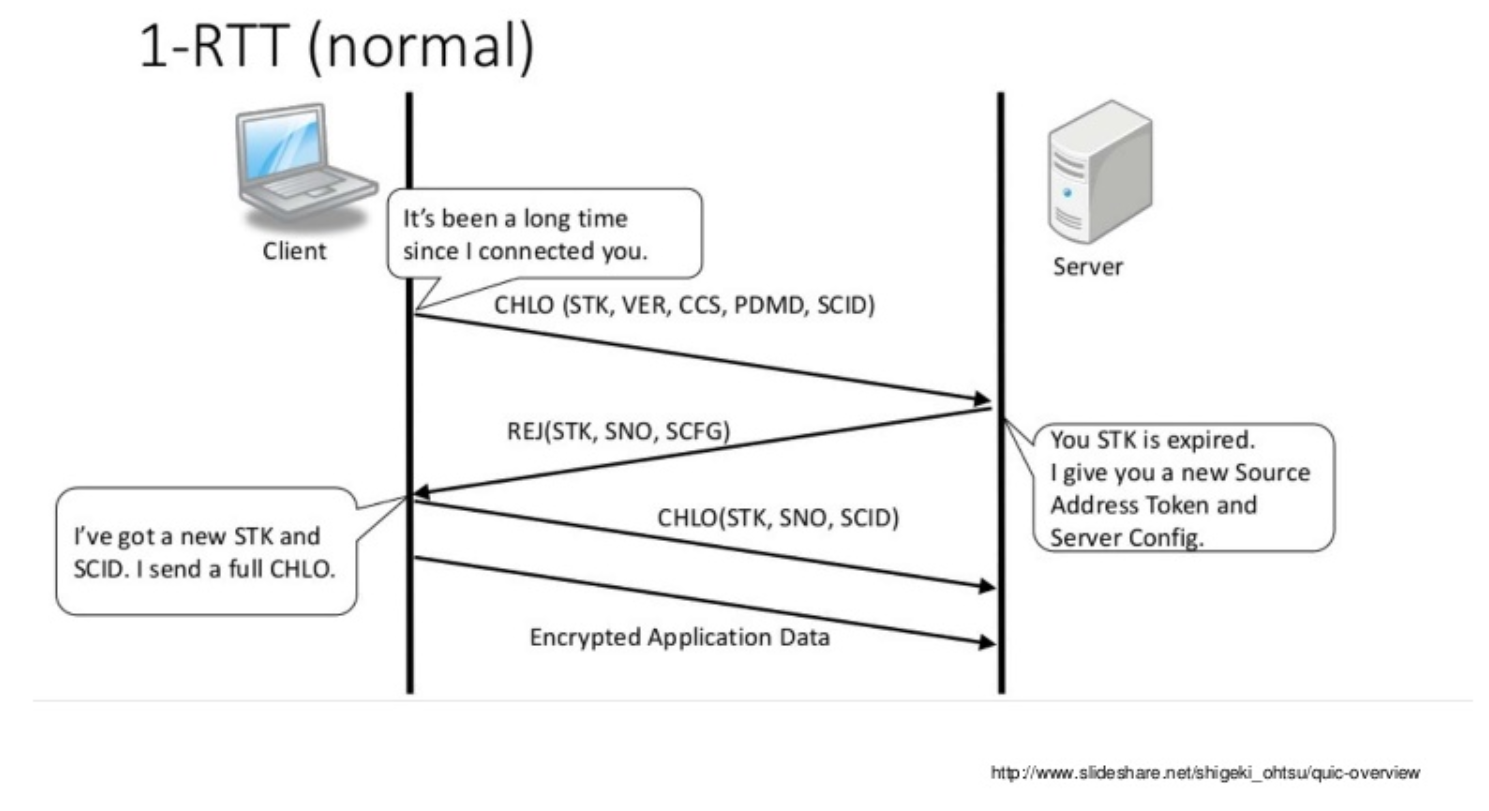 1-RTT (normal)
Client
It's been a long time
since I connected you.
Server
CHLO (STK, VER, CCS, PDMD, SCID)
REJ(STK, SNO, SCFG)
You STK is expired.
I give you a new Source
Address Token and
Server Config.
I've got a new STK and
SCID. I send a full CHLO.
CHLO(STK, SNO, SCID)
Encrypted Application Data
http://www.slideshare.net/shigeki_ohtsu/quic-overview